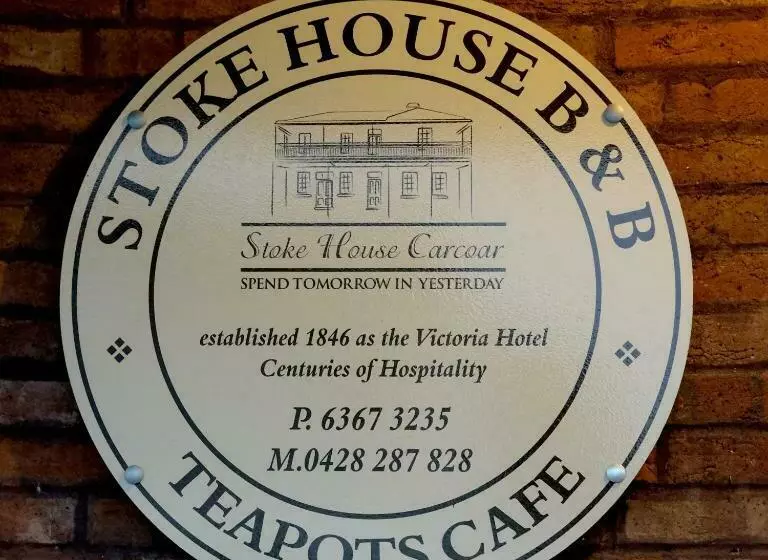 STOKE HOUSE B & B
Stoke House Carcoar
SPEND TOMORROW IN YESTERDAY
established 1846 as the Victoria Hotel
Centuries of Hospitality
P. 6367 3235
M.0428 287 828
TEAPOTS CAFE